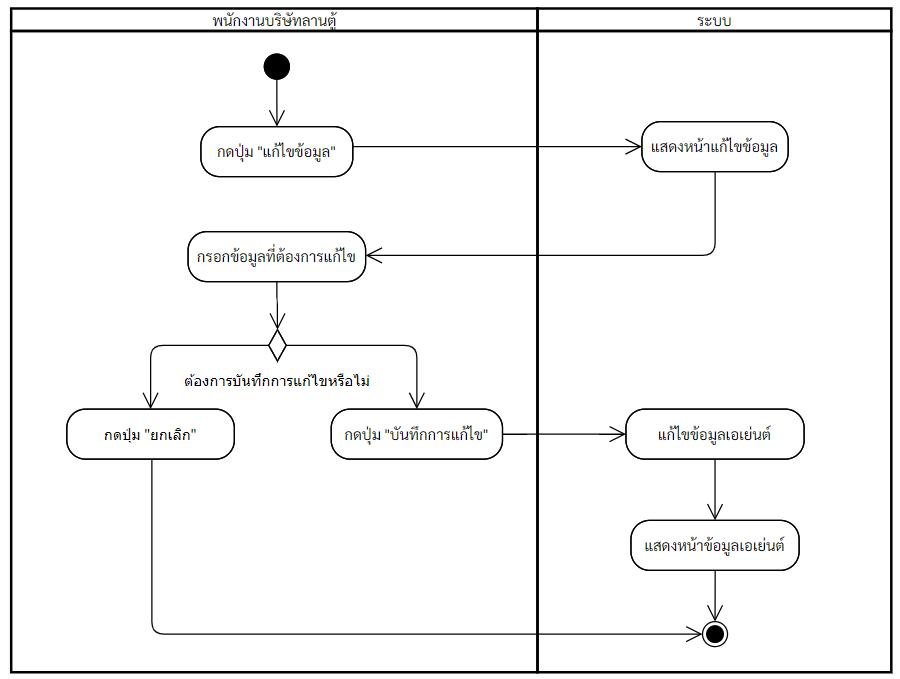 พนักงานบริษัทลานตู้
ระบบ
กดปุ่ม "แก้ไขข้อมูล"
แสดงหน้าแก้ไขข้อมูล
กรอกข้อมูลที่ต้องการแก้ไข
ต้องการบันทึกการแก้ไขหรือไม่
กดปุ่ม "ยกเลิก"
กดปุ่ม "บันทึกการแก้ไข"
แก้ไขข้อมูลเอเย่นต์
แสดงหน้าข้อมูลเอเย่นต์